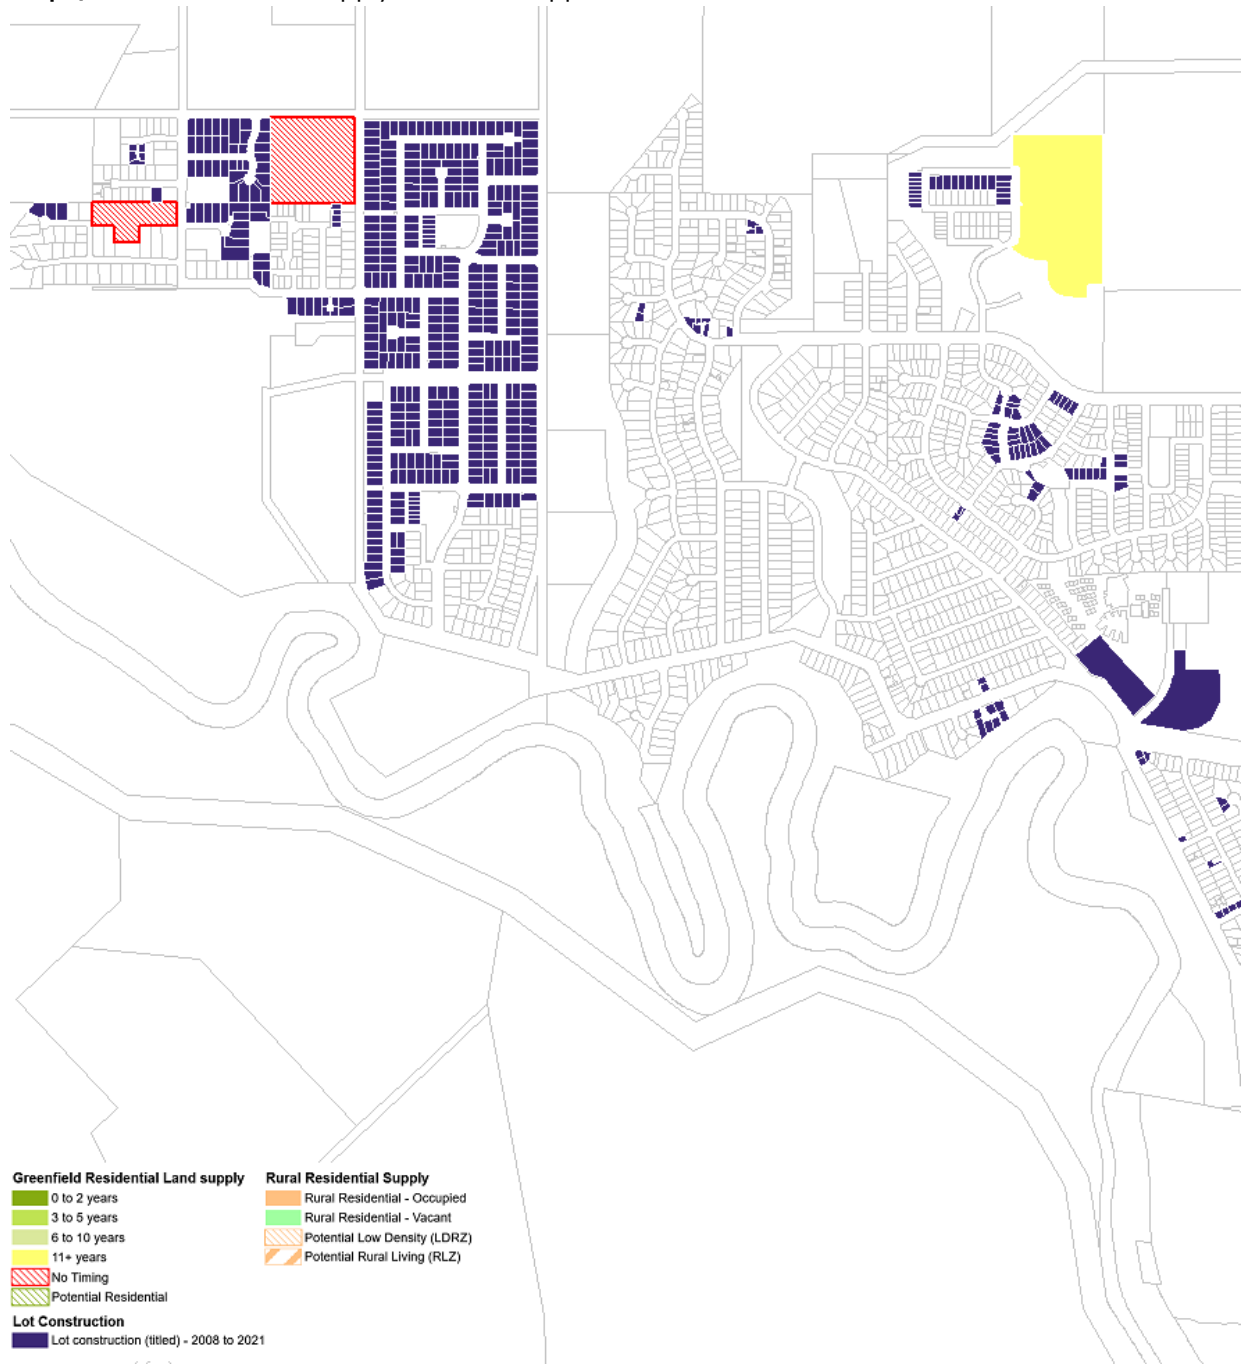 Greenfield Residential Land supply
0 to 2 years
3 to 5 years
6 to 10 years
11+ years
No Timing
Potential Residential
Lot Construction
Lot construction (titled) - 2008 to 2021
Rural Residential Supply
Rural Residential - Occupied
Rural Residential - Vacant
Potential Low Density (LDRZ)
Potential Rural Living (RLZ)